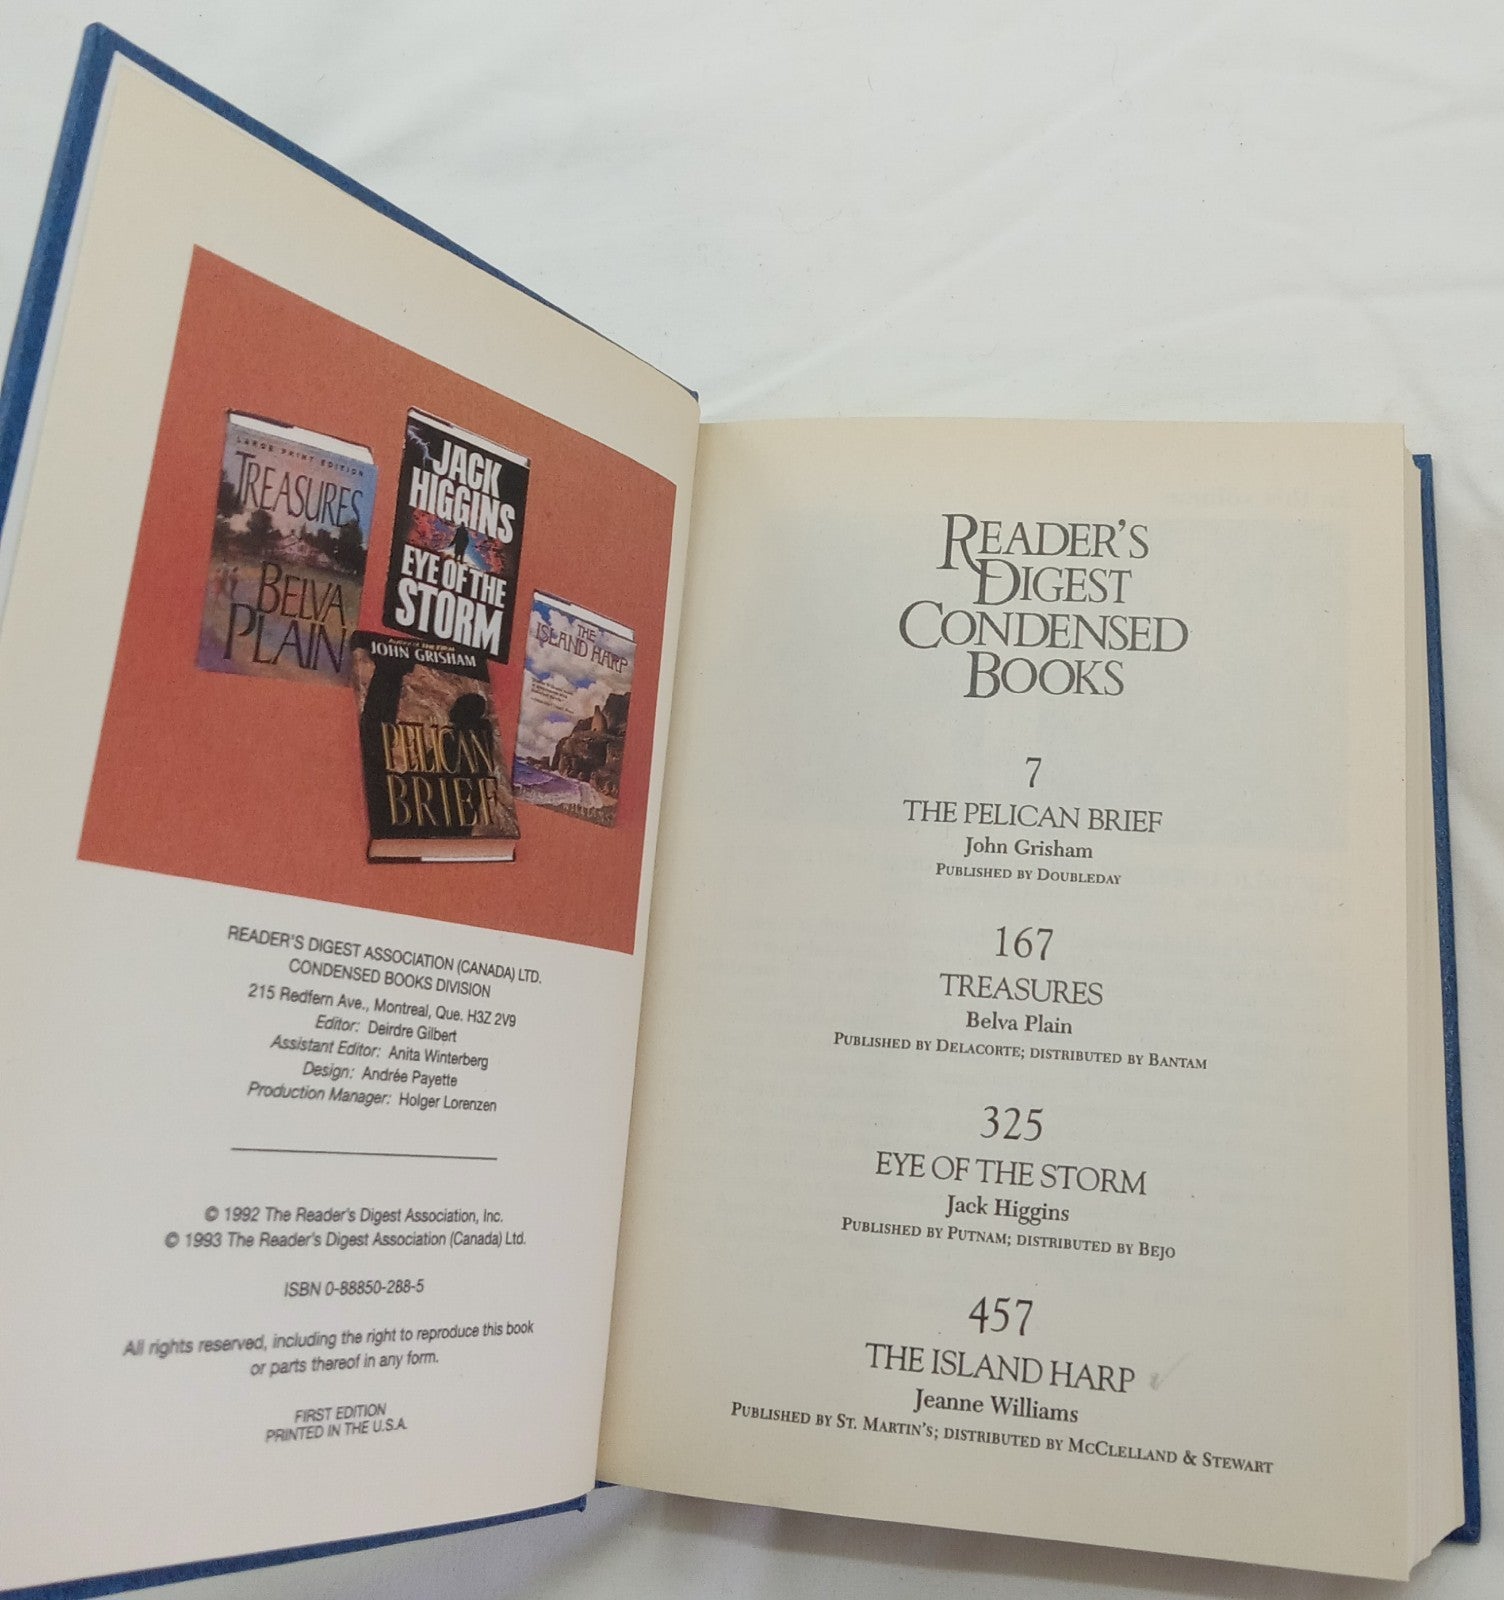 LARGE PRINT EDITION
TREASURES
BELVA
PLAIN
JACK
HIGGINS
EYE OF THE
STORM
THE
ISLAND HARP
JOHN GRISHAM
PELICAN
BRIEF
READER'S DIGEST ASSOCIATION (CANADA) LTD.
CONDENSED BOOKS DIVISION
215 Redfern Ave., Montreal, Que. H3Z 2V9
Editor: Deirdre Gilbert
Assistant Editor: Anita Winterberg
Design: Andrée Payette
Production Manager: Holger Lorenzen
© 1992 The Reader's Digest Association, Inc.
© 1993 The Reader's Digest Association (Canada) Ltd.
ISBN 0-88850-288-5
All rights reserved, including the right to reproduce this book
or parts thereof in any form.
FIRST EDITION
PRINTED IN THE U.S.A.
READER'S
DIGEST
CONDENSED
BOOKS
7
THE PELICAN BRIEF
John Grisham
PUBLISHED BY DOUBLEDAY
167
TREASURES
Belva Plain
PUBLISHED BY DELACORTE; DISTRIBUTED BY BANTAM
325
EYE OF THE STORM
Jack Higgins
PUBLISHED BY PUTNAM; DISTRIBUTED BY BEJO
457
THE ISLAND HARP
Jeanne Williams
PUBLISHED BY ST. MARTIN'S; DISTRIBUTED BY MCCLELLAND & STEWART